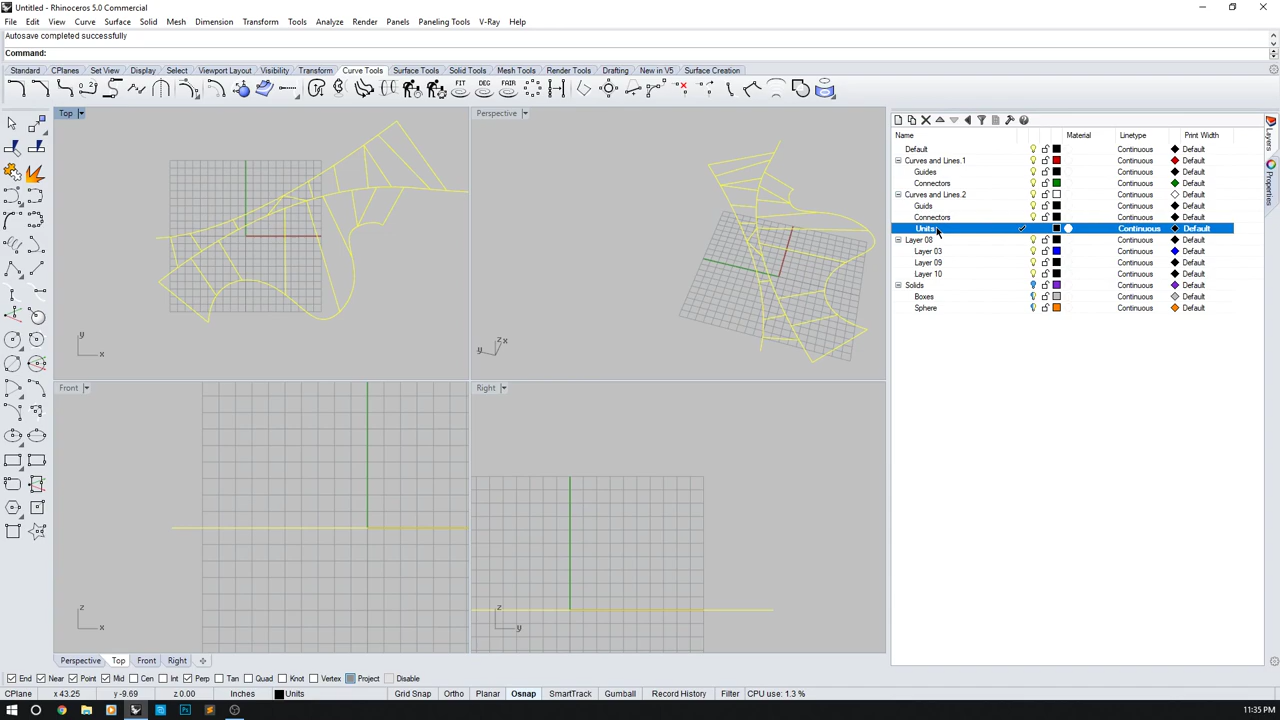 Untitled - Rhinoceros 5.0 Commercial
File Edit View Curve Surface Solid Mesh Dimension Transform Tools Analyze Render Panels Paneling Tools V-Ray Help
Autosave completed successfully
Command:
Standard CPlanes Set View Display Select Viewport Layout Visibility Transform Curve Tools Surface Tools Solid Tools Mesh Tools Render Tools Drafting New in V5 Surface Creation
FIT DEG FAIR
Top Perspective
Name Material Linetype Print Width
Default Continuous Default
Curves and Lines.1 Continuous Default
Guides Continuous Default
Connectors Continuous Default
Curves and Lines.2 Continuous Default
Guids Continuous Default
Connectors Continuous Default
Units Continuous Default
Layer 08 Continuous Default
Layer 03 Continuous Default
Layer 09 Continuous Default
Layer 10 Continuous Default
Solids Continuous Default
Boxes Continuous Default
Sphere Continuous Default
Layers
Properties
y x
y z x
Front Right
z x
z y
Perspective Top Front Right
End Near Point Mid Cen Int Perp Tan Quad Knot Vertex Project Disable
CPlane x 43.25 y -9.69 z 0.00 Inches Units Grid Snap Ortho Planar Osnap SmartTrack Gumball Record History Filter CPU use: 1.3 %
11:35 PM